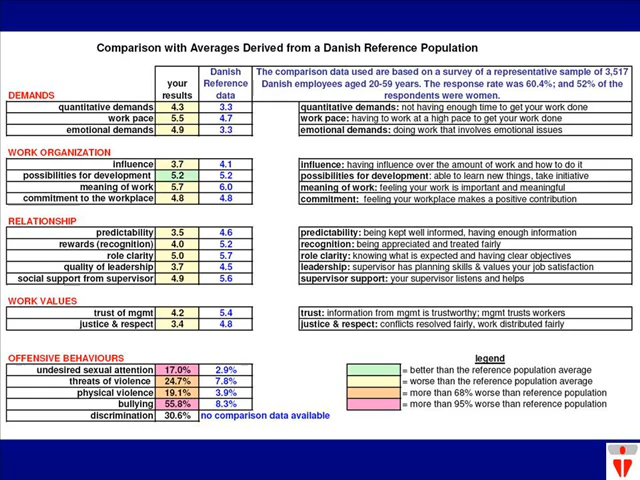 Comparison with Averages Derived from a Danish Reference Population
your results Danish Reference data The comparison data used are based on a survey of a representative sample of 3,517 Danish employees aged 20-59 years. The response rate was 60.4%; and 52% of the respondents were women.
DEMANDS
quantitative demands 4.3 3.3 quantitative demands: not having enough time to get your work done
work pace 5.5 4.7 work pace: having to work at a high pace to get your work done
emotional demands 4.9 3.3 emotional demands: doing work that involves emotional issues
WORK ORGANIZATION
influence 3.7 4.1 influence: having influence over the amount of work and how to do it
possibilities for development 5.2 5.2 possibilities for development: able to learn new things, take initiative
meaning of work 5.7 6.0 meaning of work: feeling your work is important and meaningful
commitment to the workplace 4.8 4.8 commitment: feeling your workplace makes a positive contribution
RELATIONSHIP
predictability 3.5 4.6 predictability: being kept well informed, having enough information
rewards (recognition) 4.0 5.2 recognition: being appreciated and treated fairly
role clarity 5.0 5.7 role clarity: knowing what is expected and having clear objectives
quality of leadership 3.7 4.5 leadership: supervisor has planning skills & values your job satisfaction
social support from supervisor 4.9 5.6 supervisor support: your supervisor listens and helps
WORK VALUES
trust of mgmt 4.2 5.4 trust: information from mgmt is trustworthy; mgmt trusts workers
justice & respect 3.4 4.8 justice & respect: conflicts resolved fairly, work distributed fairly
OFFENSIVE BEHAVIOURS legend
undesired sexual attention 17.0% 2.9% = better than the reference population average
threats of violence 24.7% 7.8% = worse than the reference population average
physical violence 19.1% 3.9% = more than 68% worse than reference population
bullying 55.8% 8.3% = more than 95% worse than reference population
discrimination 30.6% no comparison data available